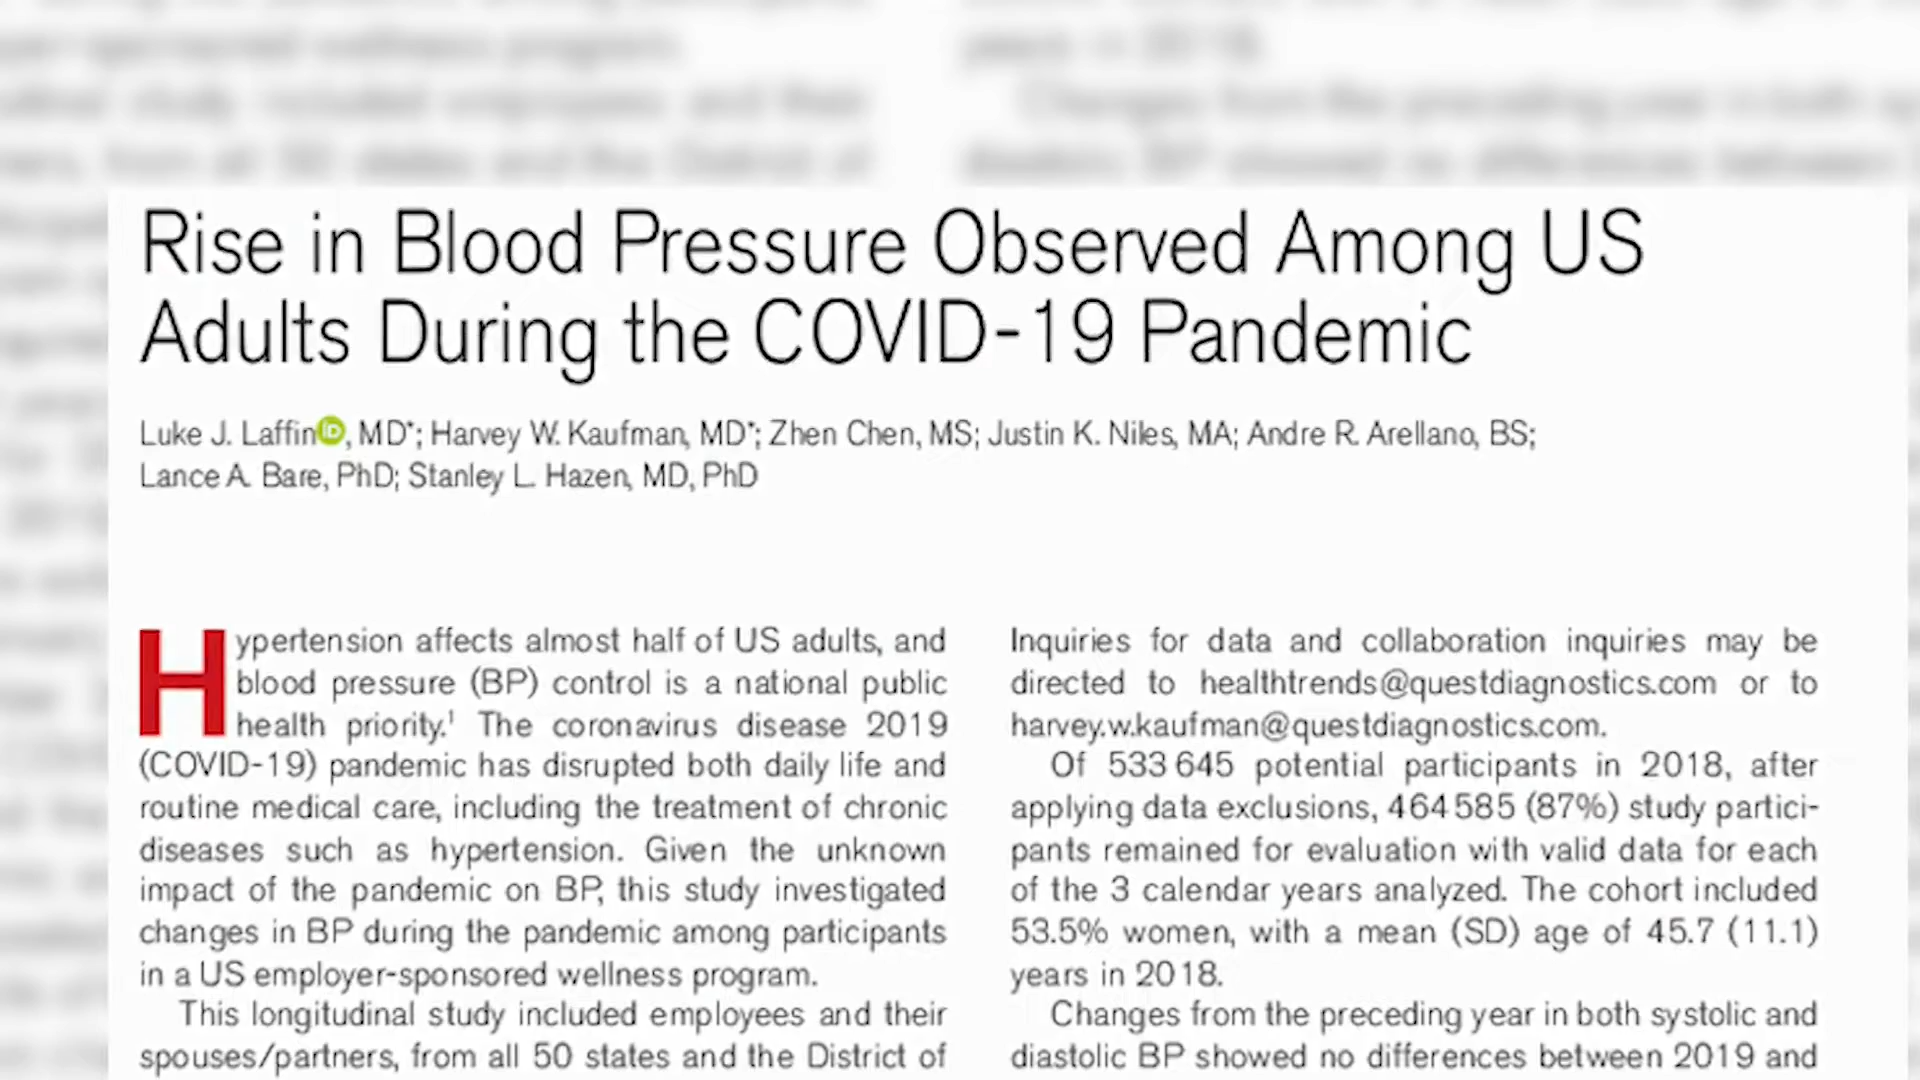 Rise in Blood Pressure Observed Among US
Adults During the COVID-19 Pandemic
Luke J. Laffin iD, MD*; Harvey W. Kaufman, MD*; Zhen Chen, MS; Justin K. Niles, MA; Andre R. Arellano, BS;
Lance A. Bare, PhD; Stanley L. Hazen, MD, PhD
Hypertension affects almost half of US adults, and
blood pressure (BP) control is a national public
health priority.¹ The coronavirus disease 2019
(COVID-19) pandemic has disrupted both daily life and
routine medical care, including the treatment of chronic
diseases such as hypertension. Given the unknown
impact of the pandemic on BP, this study investigated
changes in BP during the pandemic among participants
in a US employer-sponsored wellness program.
This longitudinal study included employees and their
spouses/partners, from all 50 states and the District of
Inquiries for data and collaboration inquiries may be
directed to healthtrends@questdiagnostics.com or to
harvey.w.kaufman@questdiagnostics.com.
Of 533 645 potential participants in 2018, after
applying data exclusions, 464 585 (87%) study partici-
pants remained for evaluation with valid data for each
of the 3 calendar years analyzed. The cohort included
53.5% women, with a mean (SD) age of 45.7 (11.1)
years in 2018.
Changes from the preceding year in both systolic and
diastolic BP showed no differences between 2019 and